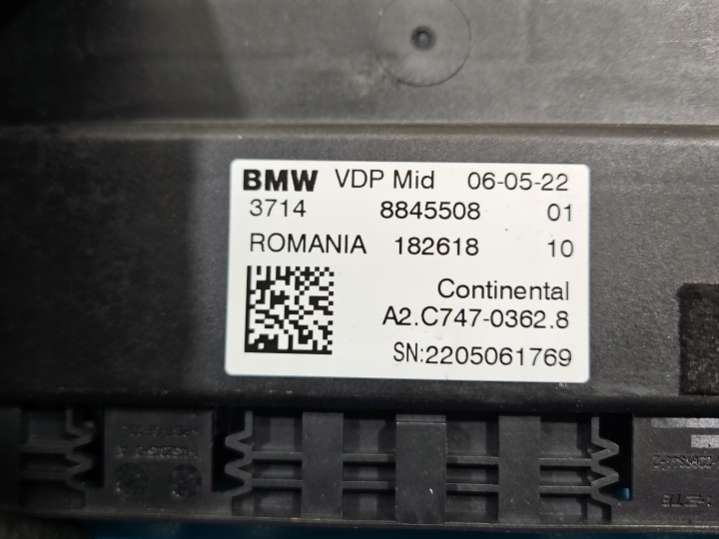 BMW VDP Mid 06-05-22
3714 8845508 01
ROMANIA 182618 10
Continental
A2.C747-0362.8
SN:2205061769